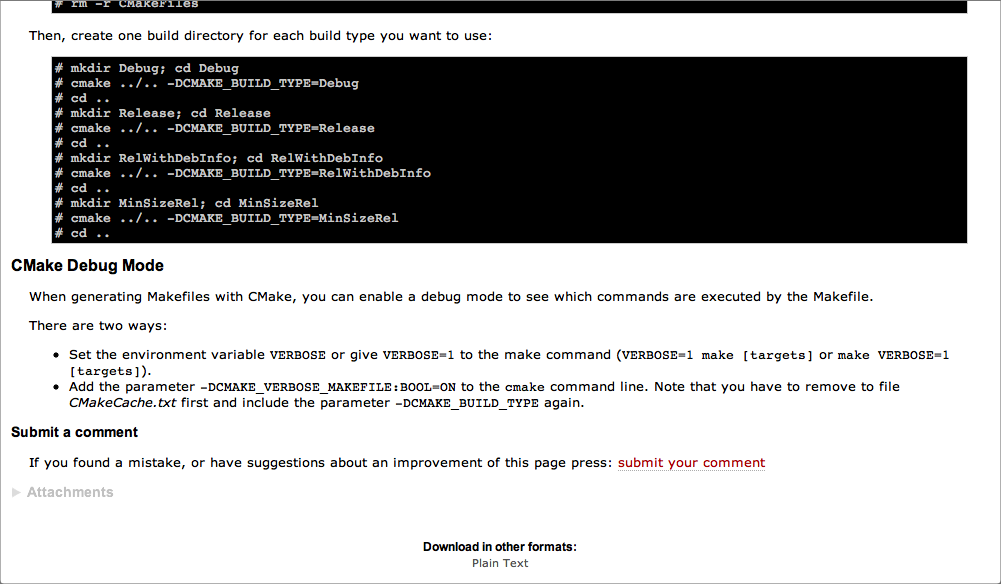 # rm -r CMakeFiles
Then, create one build directory for each build type you want to use:
# mkdir Debug; cd Debug
# cmake ../.. -DCMAKE_BUILD_TYPE=Debug
# cd ..
# mkdir Release; cd Release
# cmake ../.. -DCMAKE_BUILD_TYPE=Release
# cd ..
# mkdir RelWithDebInfo; cd RelWithDebInfo
# cmake ../.. -DCMAKE_BUILD_TYPE=RelWithDebInfo
# cd ..
# mkdir MinSizeRel; cd MinSizeRel
# cmake ../.. -DCMAKE_BUILD_TYPE=MinSizeRel
# cd ..
CMake Debug Mode
When generating Makefiles with CMake, you can enable a debug mode to see which commands are executed by the Makefile.
There are two ways:
• Set the environment variable VERBOSE or give VERBOSE=1 to the make command (VERBOSE=1 make [targets] or make VERBOSE=1
[targets]).
• Add the parameter -DCMAKE_VERBOSE_MAKEFILE:BOOL=ON to the cmake command line. Note that you have to remove to file
CMakeCache.txt first and include the parameter -DCMAKE_BUILD_TYPE again.
Submit a comment
If you found a mistake, or have suggestions about an improvement of this page press: submit your comment
Attachments
Download in other formats:
Plain Text